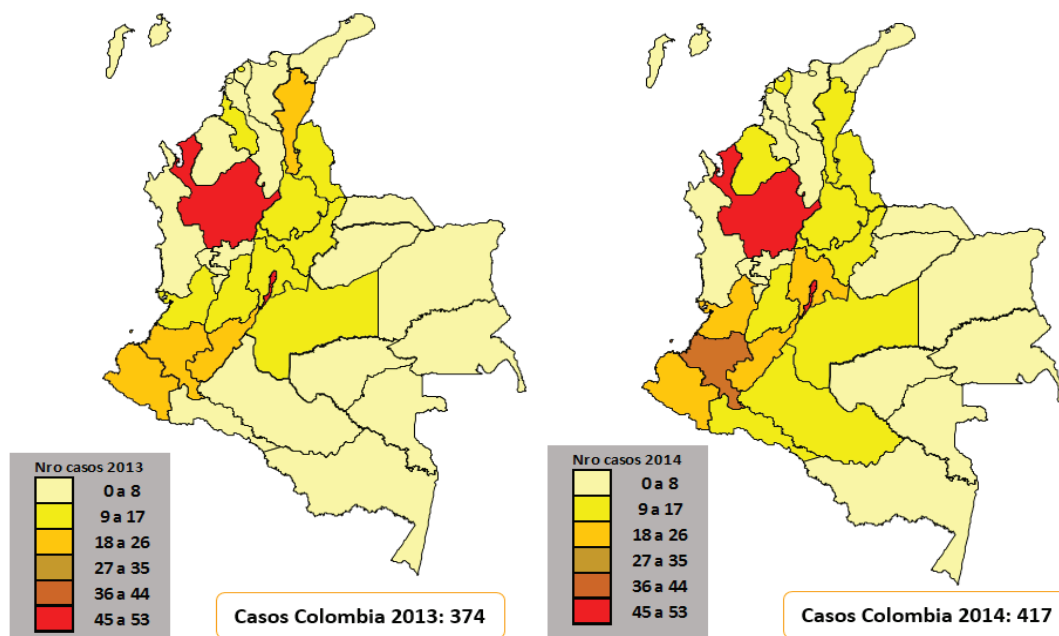 Nro casos 2013
0 a 8
9 a 17
18 a 26
27 a 35
36 a 44
45 a 53
Casos Colombia 2013: 374
Nro casos 2014
0 a 8
9 a 17
18 a 26
27 a 35
36 a 44
45 a 53
Casos Colombia 2014: 417